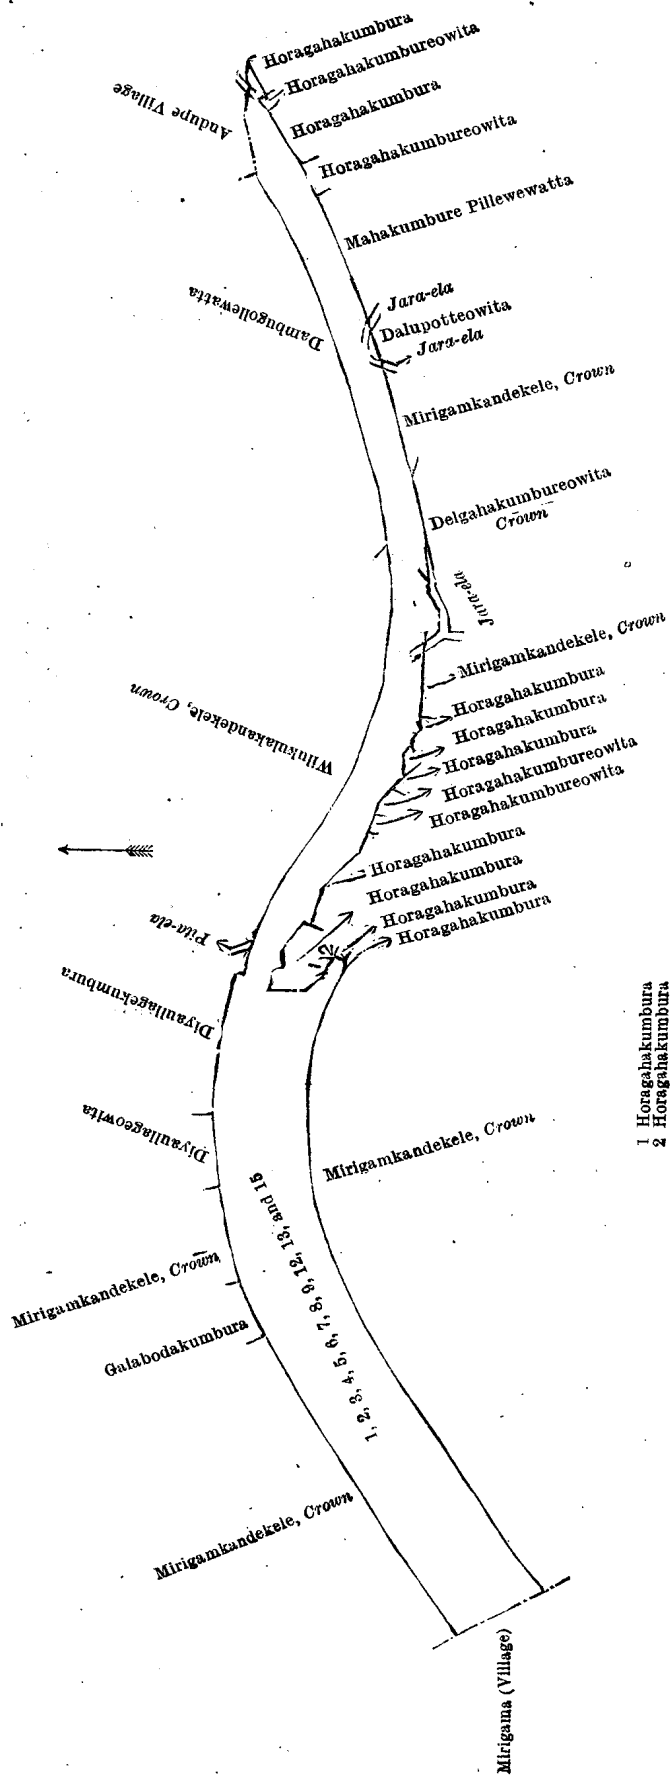 Horagahakumbura
Horagahakumbureowita
Andupe Village
Horagahakumbura
Horagahakumbureowita
Mahakumbure Pillewewatta
Dambugollewatta
Jara-ela
Dalupotteowita
Jara-ela
Mirigamkandekele, Crown
Delgahakumbureowita
Crown
Jara-ela
Mirigamkandekele, Crown
Horagahakumbura
Horagahakumbura
Wilukulakandekele, Crown
Horagahakumbura
Horagahakumbureowita
Horagahakumbureowita
Horagahakumbura
Horagahakumbura
Horagahakumbura
Horagahakumbura
Pita-ela
1
2
Diyaullagekumbura
Diyaullageowita
Mirigamkandekele, Crown
1, 2, 3, 4, 5, 6, 7, 8, 9, 12, 13, and 15
Mirigamkandekele, Crown
Galabodakumbura
Mirigamkandekele, Crown
Mirigama (Village)
1 Horagahakumbura
2 Horagahakumbura